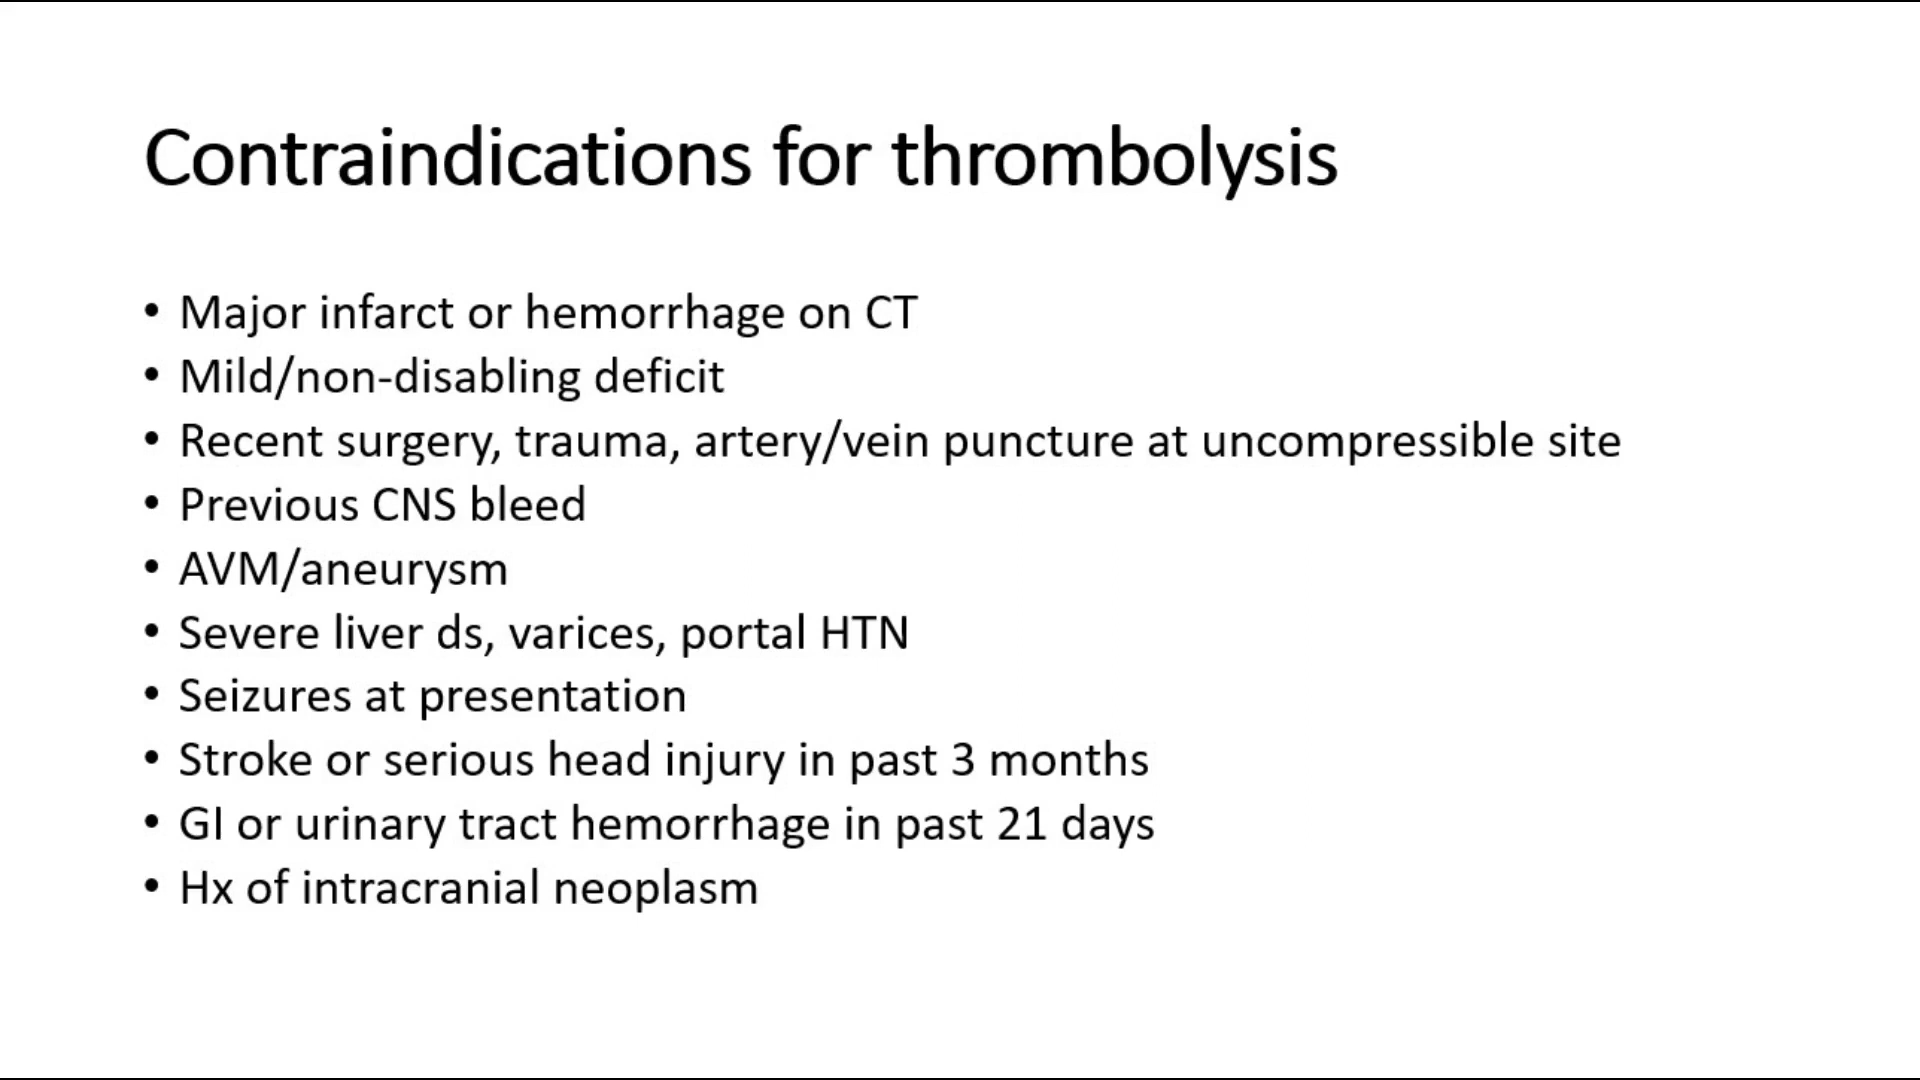 Contraindications for thrombolysis
• Major infarct or hemorrhage on CT
• Mild/non-disabling deficit
• Recent surgery, trauma, artery/vein puncture at uncompressible site
• Previous CNS bleed
• AVM/aneurysm
• Severe liver ds, varices, portal HTN
• Seizures at presentation
• Stroke or serious head injury in past 3 months
• GI or urinary tract hemorrhage in past 21 days
• Hx of intracranial neoplasm